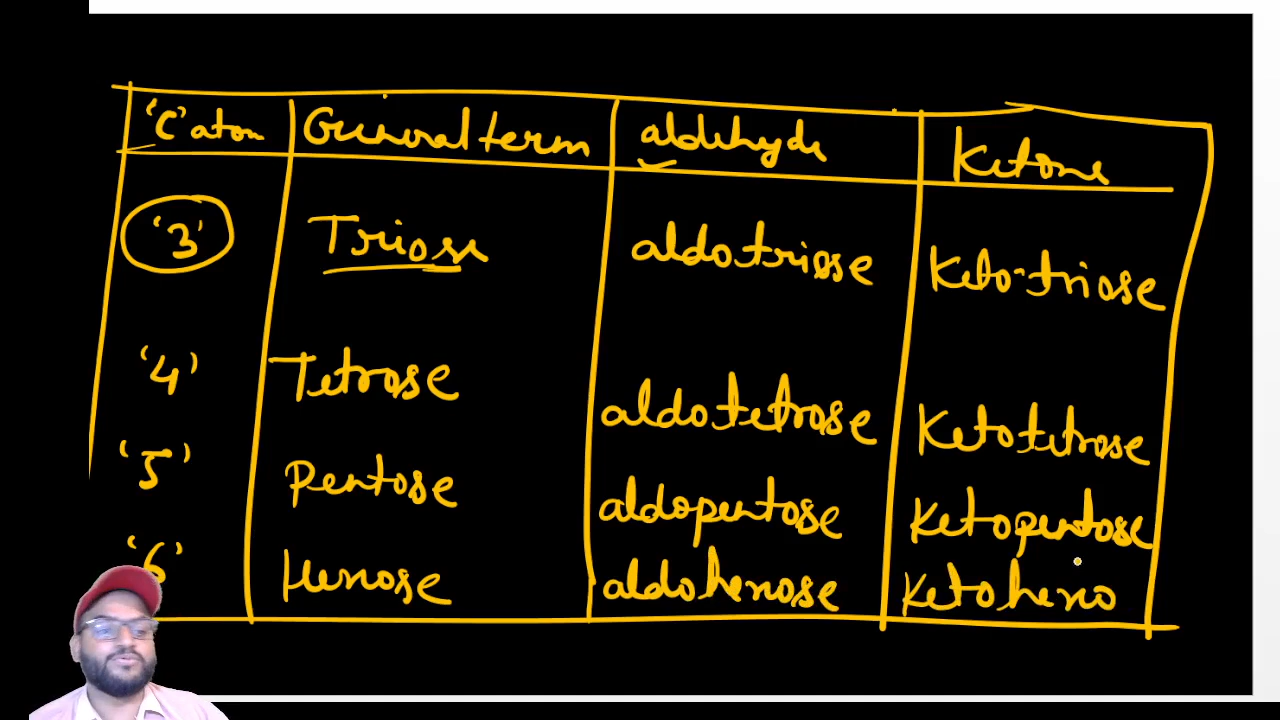 'C' atom General term aldehyde Ketone
'3' Triose aldotriose Keto-triose
'4' Tetrose aldotetrose Ketotetrose
'5' Pentose aldopentose Ketopentose
'6' Hexose aldohexose Ketohexo